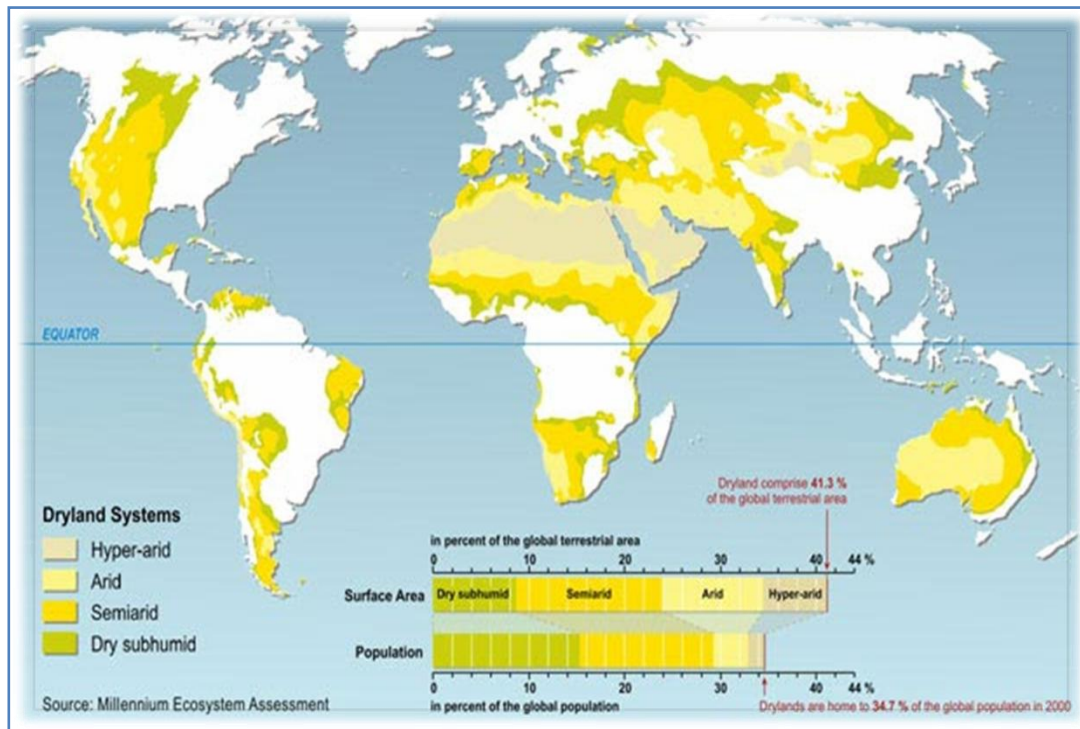 EQUATOR
Dryland comprise 41.3 %
of the global terrestrial area
Dryland Systems
Hyper-arid
Arid
Semiarid
Dry subhumid
in percent of the global terrestrial area
0 10 20 30 40 44 %
Surface Area Dry subhumid Semiarid Arid Hyper-arid
Population
0 10 20 30 40 44 %
in percent of the global population
Drylands are home to 34.7 % of the global population in 2000
Source: Millennium Ecosystem Assessment